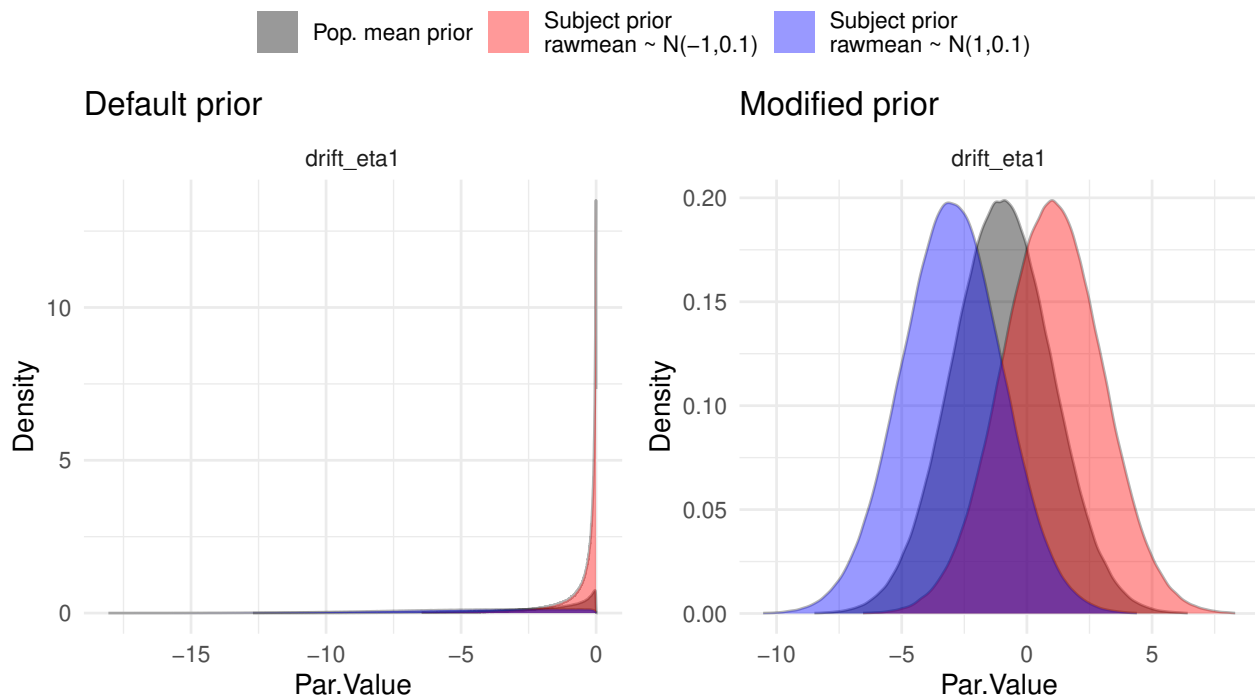 Pop. mean prior
Subject prior
rawmean ~ N(−1,0.1)
Subject prior
rawmean ~ N(1,0.1)
Default prior
drift_eta1
10
5
0
−15
−10
−5
0
Density
Par.Value
Modified prior
drift_eta1
0.20
0.15
0.10
0.05
0.00
−10
−5
0
5
Density
Par.Value